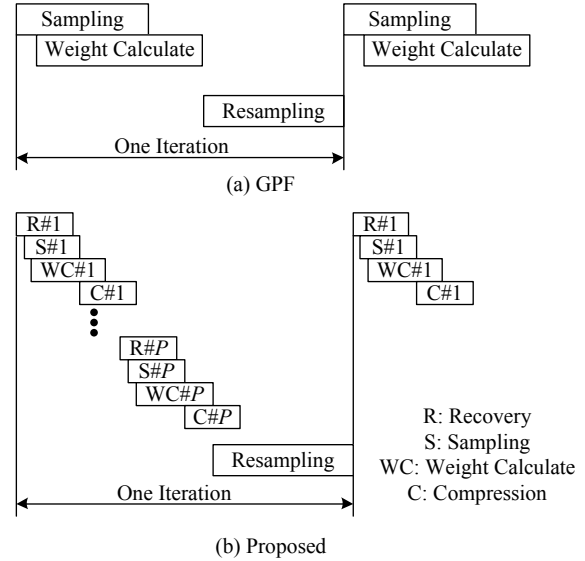 Sampling Sampling
Weight Calculate Weight Calculate
Resampling
One Iteration
(a) GPF
R#1 R#1
S#1 S#1
WC#1 WC#1
C#1 C#1
R#P
S#P
WC#P
C#P
R: Recovery
S: Sampling
Resampling WC: Weight Calculate
One Iteration C: Compression
(b) Proposed